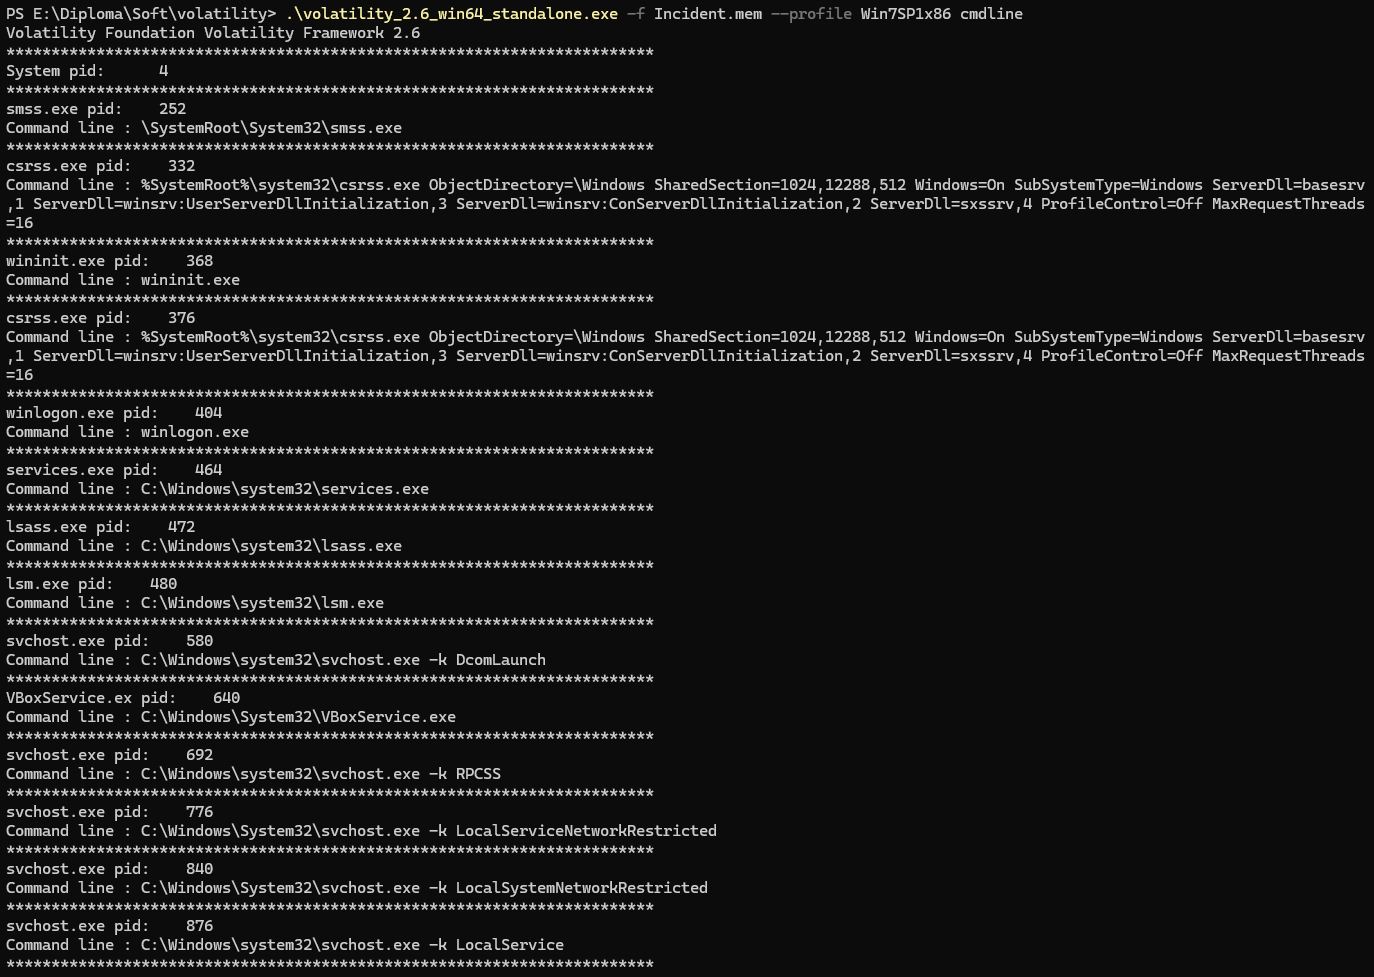 PS E:\Diploma\Soft\volatility> .\volatility_2.6_win64_standalone.exe -f Incident.mem --profile Win7SP1x86 cmdline
Volatility Foundation Volatility Framework 2.6
************************************************************************
System pid:      4
************************************************************************
smss.exe pid:    252
Command line : \SystemRoot\System32\smss.exe
************************************************************************
csrss.exe pid:    332
Command line : %SystemRoot%\system32\csrss.exe ObjectDirectory=\Windows SharedSection=1024,12288,512 Windows=On SubSystemType=Windows ServerDll=basesrv
,1 ServerDll=winsrv:UserServerDllInitialization,3 ServerDll=winsrv:ConServerDllInitialization,2 ServerDll=sxssrv,4 ProfileControl=Off MaxRequestThreads
=16
************************************************************************
wininit.exe pid:    368
Command line : wininit.exe
************************************************************************
csrss.exe pid:    376
Command line : %SystemRoot%\system32\csrss.exe ObjectDirectory=\Windows SharedSection=1024,12288,512 Windows=On SubSystemType=Windows ServerDll=basesrv
,1 ServerDll=winsrv:UserServerDllInitialization,3 ServerDll=winsrv:ConServerDllInitialization,2 ServerDll=sxssrv,4 ProfileControl=Off MaxRequestThreads
=16
************************************************************************
winlogon.exe pid:    404
Command line : winlogon.exe
************************************************************************
services.exe pid:    464
Command line : C:\Windows\system32\services.exe
************************************************************************
lsass.exe pid:    472
Command line : C:\Windows\system32\lsass.exe
************************************************************************
lsm.exe pid:    480
Command line : C:\Windows\system32\lsm.exe
************************************************************************
svchost.exe pid:    580
Command line : C:\Windows\system32\svchost.exe -k DcomLaunch
************************************************************************
VBoxService.ex pid:    640
Command line : C:\Windows\System32\VBoxService.exe
************************************************************************
svchost.exe pid:    692
Command line : C:\Windows\system32\svchost.exe -k RPCSS
************************************************************************
svchost.exe pid:    776
Command line : C:\Windows\System32\svchost.exe -k LocalServiceNetworkRestricted
************************************************************************
svchost.exe pid:    840
Command line : C:\Windows\System32\svchost.exe -k LocalSystemNetworkRestricted
************************************************************************
svchost.exe pid:    876
Command line : C:\Windows\system32\svchost.exe -k LocalService
************************************************************************